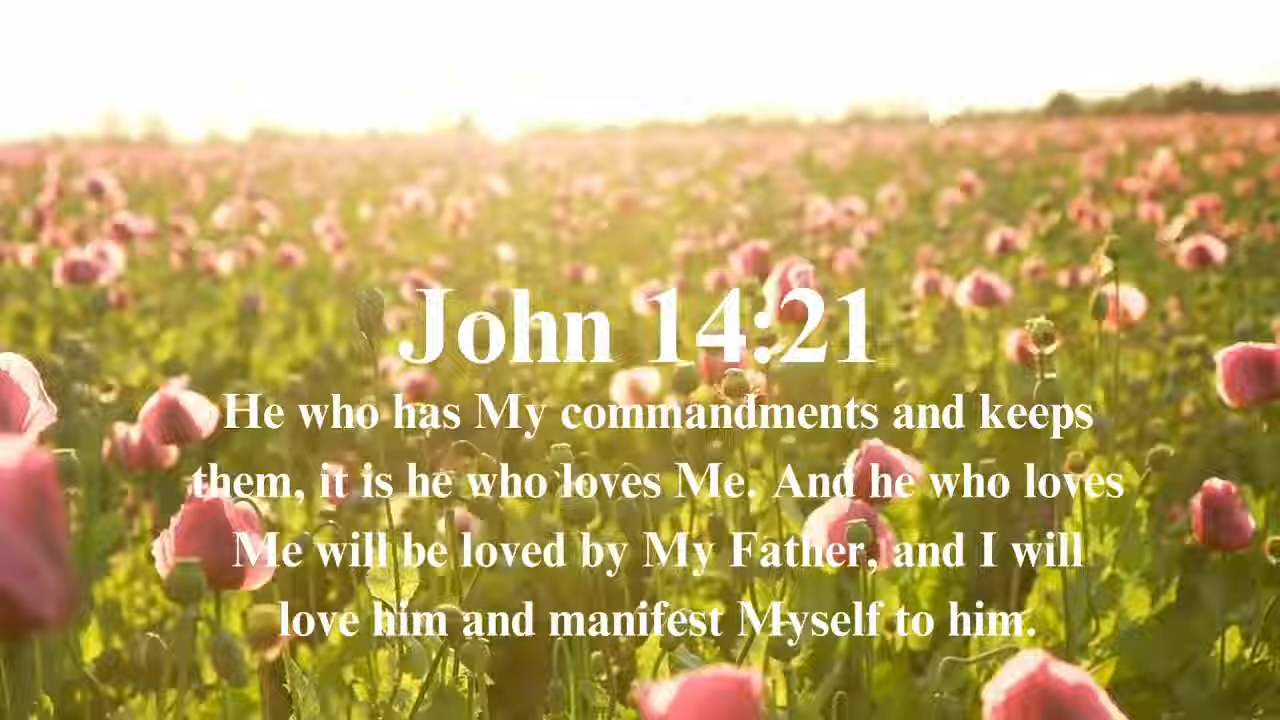 John 14:21
He who has My commandments and keeps
them, it is he who loves Me. And he who loves
Me will be loved by My Father, and I will
love him and manifest Myself to him.